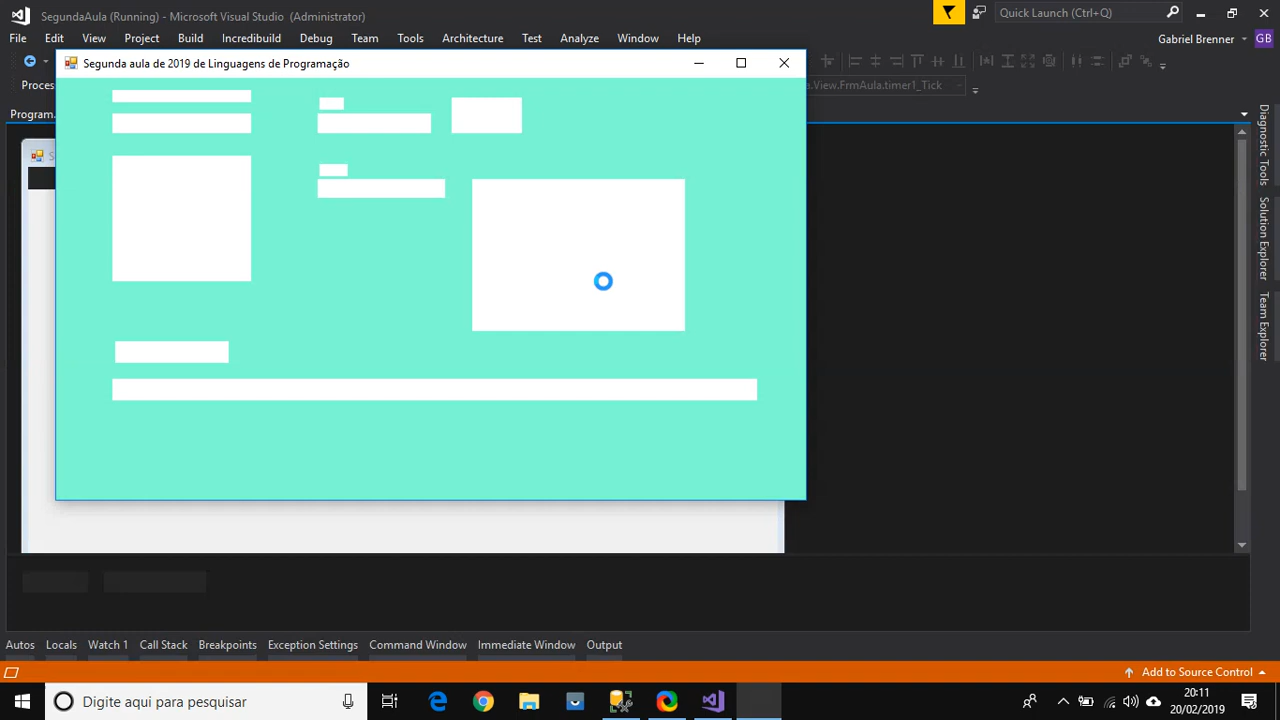 SegundaAula (Running) - Microsoft Visual Studio (Administrator)
Quick Launch (Ctrl+Q)
File Edit View Project Build Incredibuild Debug Team Tools Architecture Test Analyze Window Help
Gabriel Brenner GB
Segunda aula de 2019 de Linguagens de Programação
Proces
a.View.FrmAula.timer1_Tick
Program.
Diagnostic Tools
Solution Explorer
Team Explorer
Autos Locals Watch 1 Call Stack Breakpoints Exception Settings Command Window Immediate Window Output
Add to Source Control
Digite aqui para pesquisar
20:11
20/02/2019